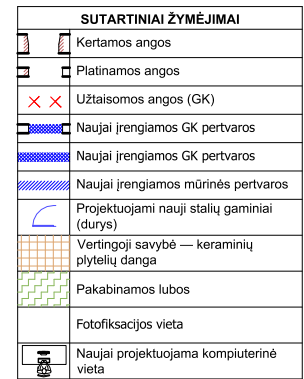 SUTARTINIAI ŽYMĖJIMAI
Kertamos angos
Platinamos angos
Užtaisomos angos (GK)
Naujai įrengiamos GK pertvaros
Naujai įrengiamos GK pertvaros
Naujai įrengiamos mūrinės pertvaros
Projektuojami nauji stalių gaminiai
(durys)
Vertingoji savybė — keraminių
plytelių danga
Pakabinamos lubos
Fotofiksacijos vieta
Naujai projektuojama kompiuterinė
vieta